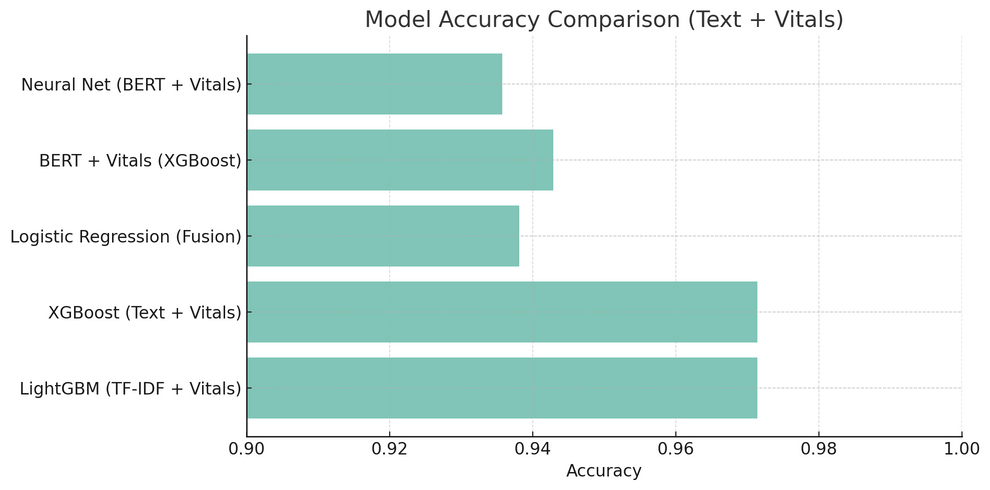 Model Accuracy Comparison (Text + Vitals)
Neural Net (BERT + Vitals)
BERT + Vitals (XGBoost)
Logistic Regression (Fusion)
XGBoost (Text + Vitals)
LightGBM (TF-IDF + Vitals)
0.90 0.92 0.94 0.96 0.98 1.00
Accuracy